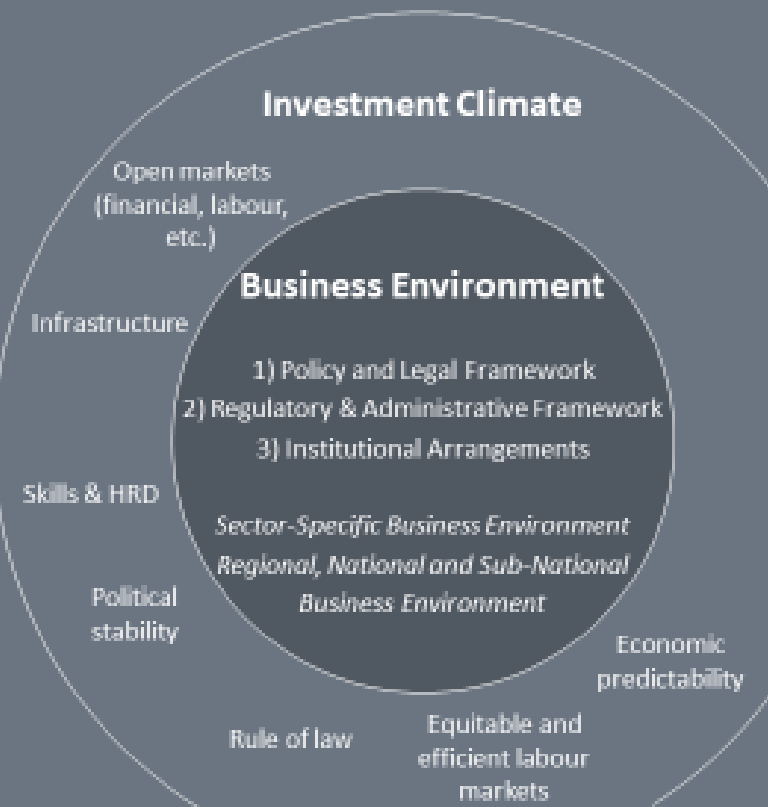 Investment Climate
Open markets
(financial, labour,
etc.)
Business Environment
Infrastructure
1) Policy and Legal Framework
2) Regulatory & Administrative Framework
3) Institutional Arrangements
Skills & HRD
Sector-Specific Business Environment
Regional, National and Sub-National
Business Environment
Political
stability
Economic
predictability
Rule of law
Equitable and
efficient labour
markets